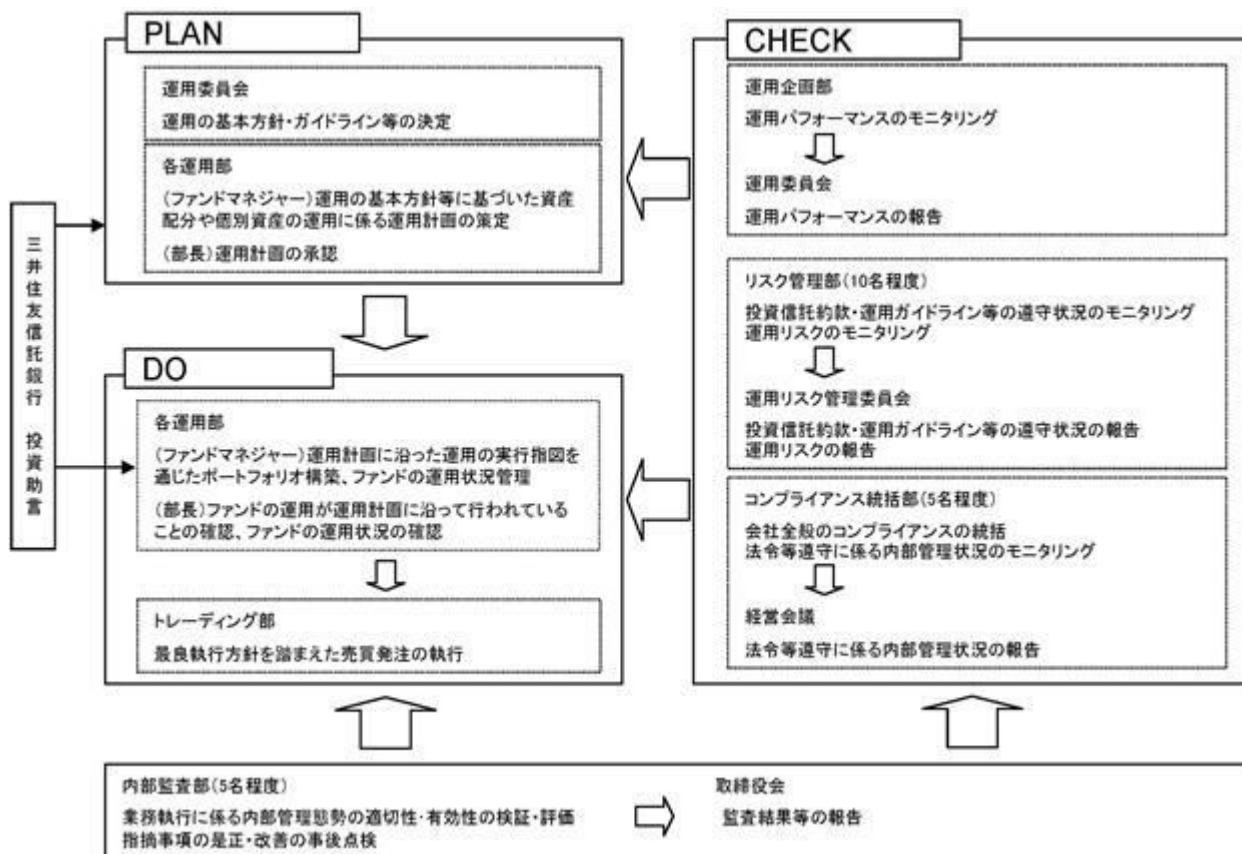 PLAN
運用委員会
運用の基本方針・ガイドライン等の決定
各運用部
(ファンドマネジャー)運用の基本方針等に基づいた資産
配分や個別資産の運用に係る運用計画の策定
(部長)運用計画の承認
三井住友信託銀行 投資助言
DO
各運用部
(ファンドマネジャー)運用計画に沿った運用の実行指図を
通じたポートフォリオ構築、ファンドの運用状況管理
(部長)ファンドの運用が運用計画に沿って行われている
ことの確認、ファンドの運用状況の確認
トレーディング部
最良執行方針を踏まえた売買発注の執行
CHECK
運用企画部
運用パフォーマンスのモニタリング
運用委員会
運用パフォーマンスの報告
リスク管理部(10名程度)
投資信託約款・運用ガイドライン等の遵守状況のモニタリング
運用リスクのモニタリング
運用リスク管理委員会
投資信託約款・運用ガイドライン等の遵守状況の報告
運用リスクの報告
コンプライアンス統括部(5名程度)
会社全般のコンプライアンスの統括
法令等遵守に係る内部管理状況のモニタリング
経営会議
法令等遵守に係る内部管理状況の報告
内部監査部(5名程度)
業務執行に係る内部管理態勢の適切性・有効性の検証・評価
指摘事項の是正・改善の事後点検
取締役会
監査結果等の報告